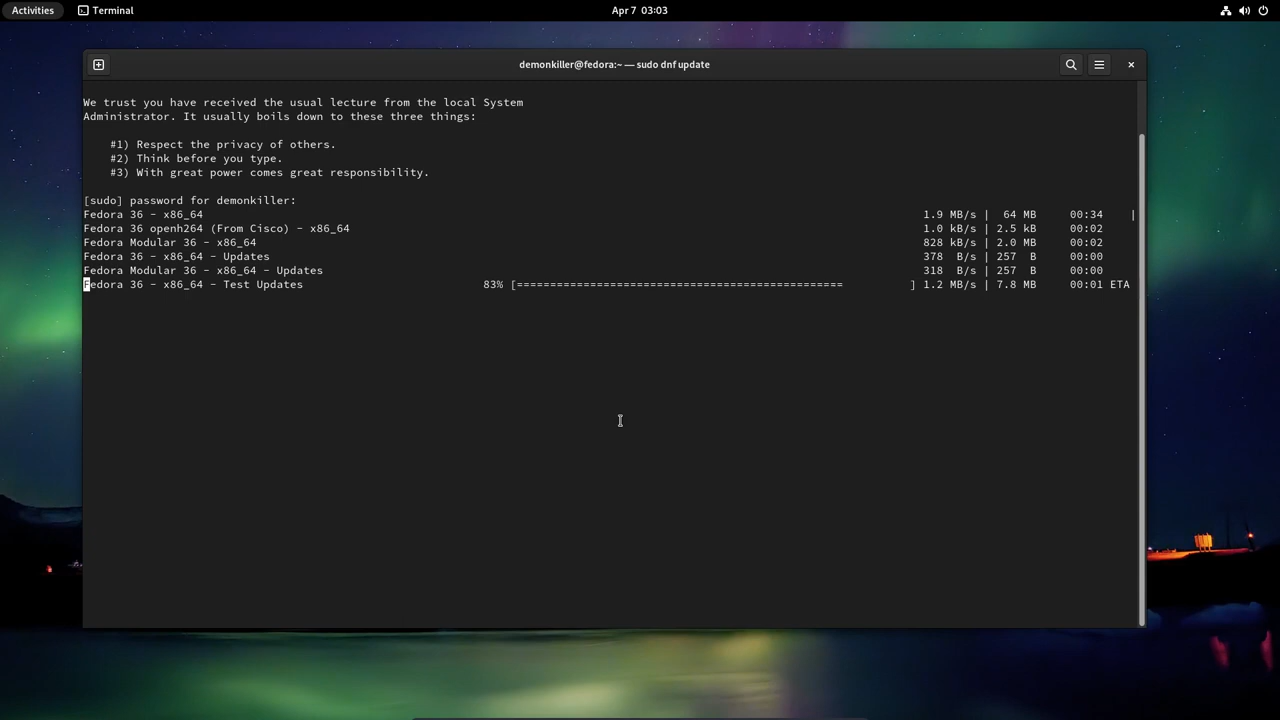 Activities Terminal Apr 7 03:03
demonkiller@fedora:~ — sudo dnf update
We trust you have received the usual lecture from the local System
Administrator. It usually boils down to these three things:
#1) Respect the privacy of others.
#2) Think before you type.
#3) With great power comes great responsibility.
[sudo] password for demonkiller:
Fedora 36 - x86_64 1.9 MB/s | 64 MB 00:34 |
Fedora 36 openh264 (From Cisco) - x86_64 1.0 kB/s | 2.5 kB 00:02
Fedora Modular 36 - x86_64 828 kB/s | 2.0 MB 00:02
Fedora 36 - x86_64 - Updates 378 B/s | 257 B 00:00
Fedora Modular 36 - x86_64 - Updates 318 B/s | 257 B 00:00
Fedora 36 - x86_64 - Test Updates 83% [================================================= ] 1.2 MB/s | 7.8 MB 00:01 ETA